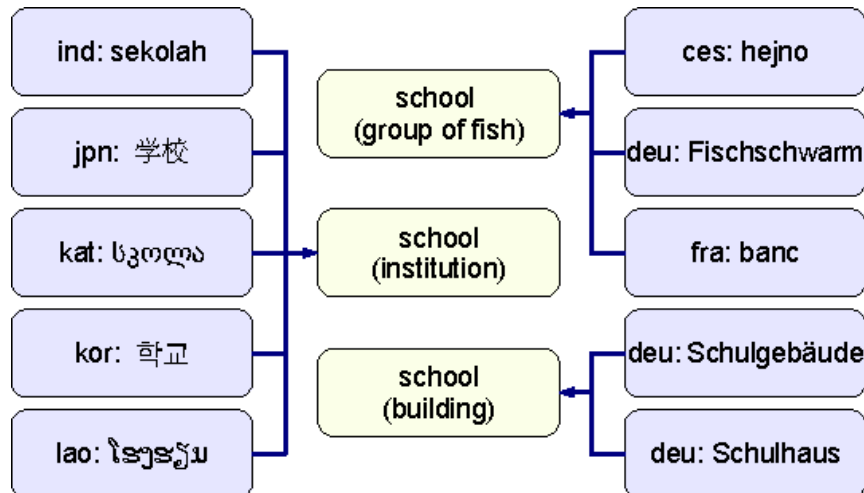 ind: sekolah
jpn: 学校
kat: სკოლა
kor: 학교
lao: ໂຮງຮຽນ
school
(group of fish)
school
(institution)
school
(building)
ces: hejno
deu: Fischschwarm
fra: banc
deu: Schulgebäude
deu: Schulhaus